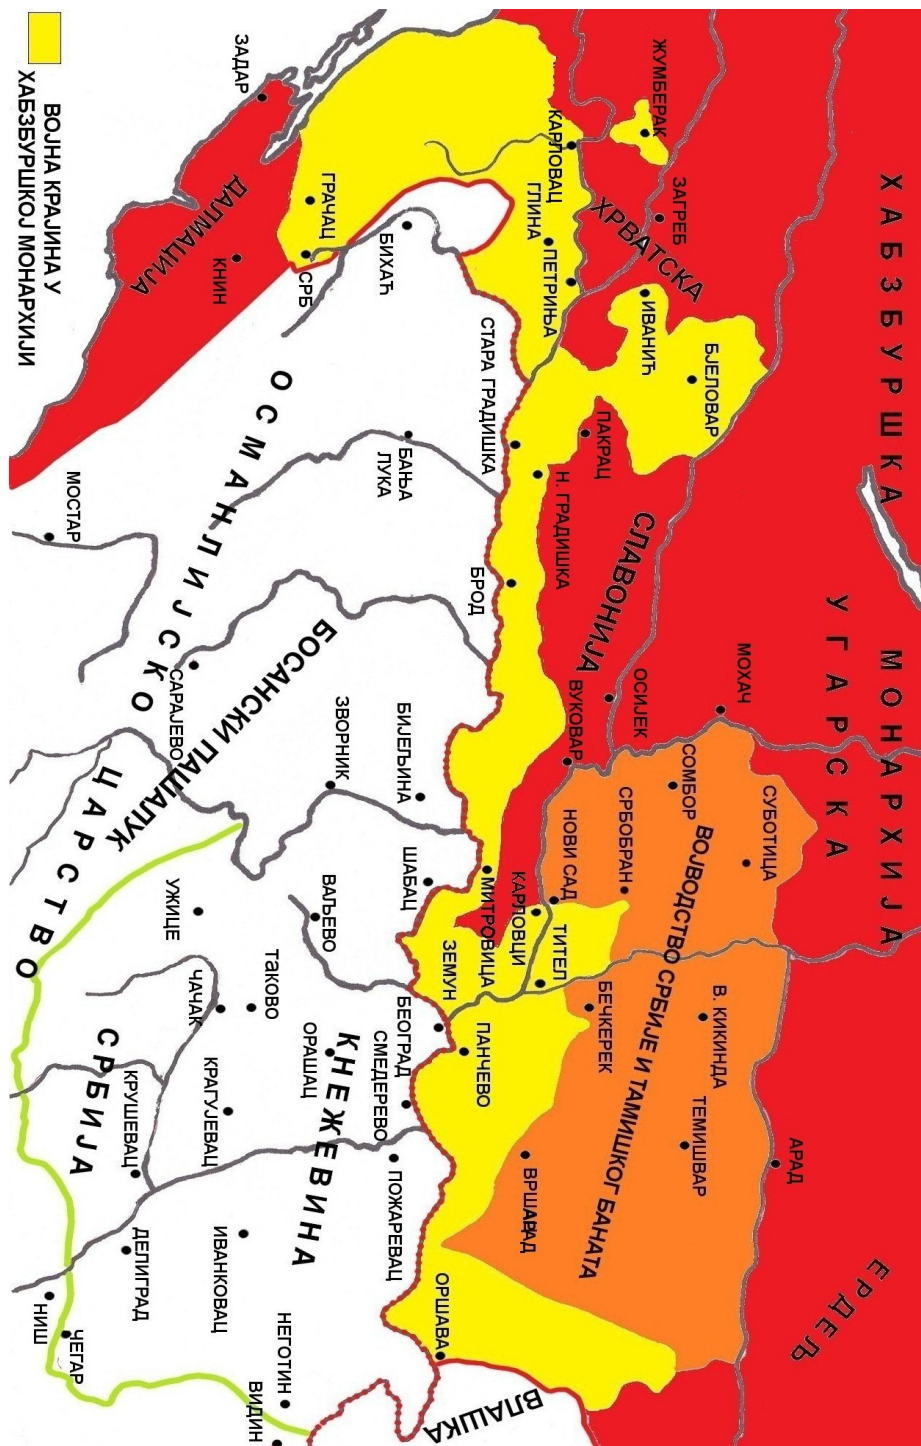 ХАБЗБУРШКА МОНАРХИЈА
УГАРСКА
ЕРДЕЉ
ЖУМБЕРАК
ЗАГРЕБ
ХРВАТСКА
КАРЛОВАЦ
ГЛИНА
ПЕТРИЊА
ИВАНИЋ
БЈЕЛОВАР
ПАКРАЦ
СТАРА ГРАДИШКА
Н. ГРАДИШКА
СЛАВОНИЈА
БРОД
МОХАЧ
ОСИЈЕК
ВУКОВАР
СУБОТИЦА
СОМБОР
СРБОБРАН
НОВИ САД
ВОЈВОДСТВО СРБИЈЕ И ТАМИШКОГ БАНАТА
КАРЛОВЦИ
МИТРОВИЦА
ТИТЕЛ
ЗЕМУН
В. КИКИНДА
БЕЧКЕРЕК
ТЕМИШВАР
АРАД
ПАНЧЕВО
ВРШАЦ
ОРШАВА
ВЛАШКА
ЗАДАР
ДАЛМАЦИЈА
КНИН
ГРАЧАЦ
СРБ
БИХАЋ
ОСМАНЛИЈСКО ЦАРСТВО
БАЊА
ЛУКА
МОСТАР
САРАЈЕВО
БОСАНСКИ ПАШАЛУК
ЗВОРНИК
БИЈЕЉИНА
ШАБАЦ
ВАЉЕВО
УЖИЦЕ
БЕОГРАД
СМЕДЕРЕВО
ТАКОВО
ЧАЧАК
ОРАШАЦ
КНЕЖЕВИНА
СРБИЈА
КРАГУЈЕВАЦ
КРУШЕВАЦ
ПОЖАРЕВАЦ
ИВАНКОВАЦ
ДЕЛИГРАД
НИШ
ЧЕГАР
НЕГОТИН
ВИДИН
ВОЈНА КРАЈИНА У
ХАБЗБУРШКОЈ МОНАРХИЈИ